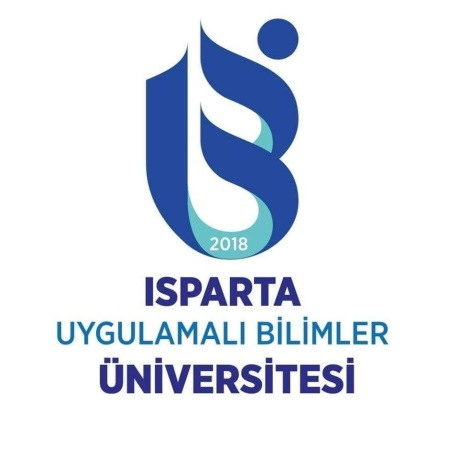 2018
ISPARTA
UYGULAMALI BİLİMLER
ÜNİVERSİTESİ